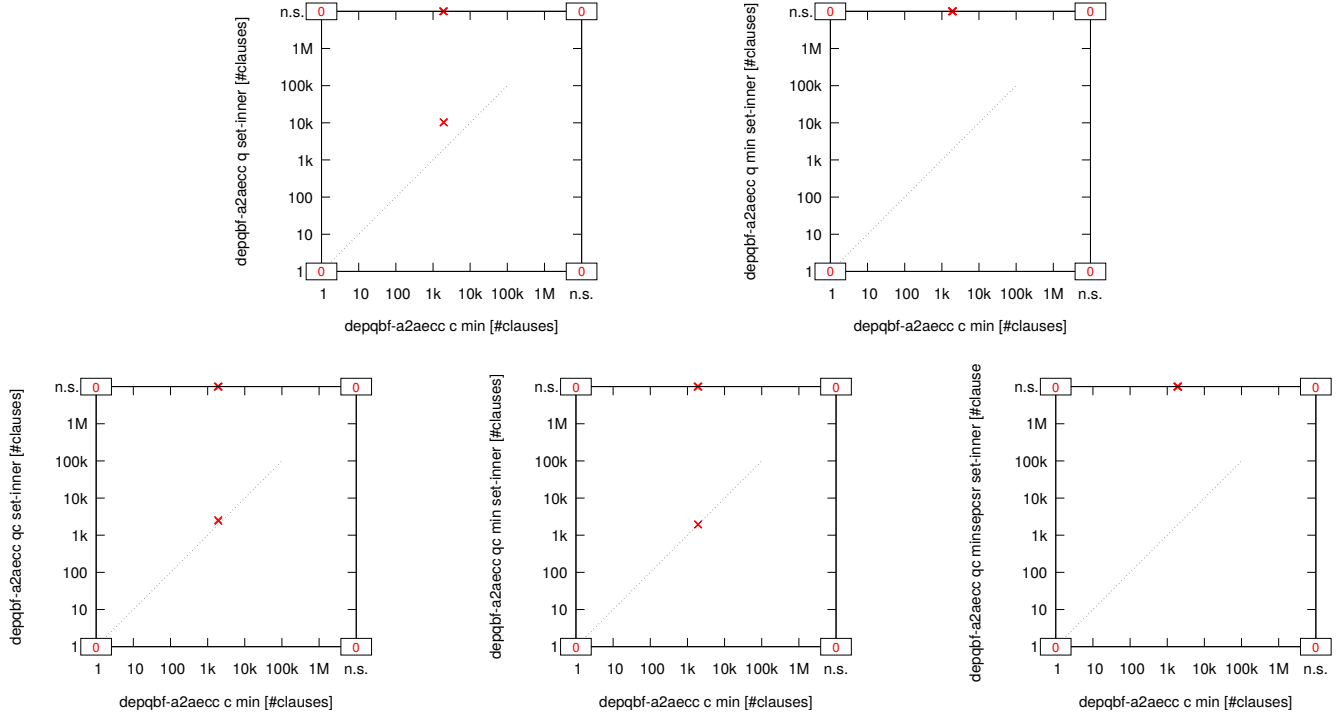 n.s. 0 0
1M
100k
10k
1k
100
10
1 0 0
1 10 100 1k 10k 100k 1M n.s.
depqbf-a2aecc c min [#clauses]
depqbf-a2aecc q set-inner [#clauses]
n.s. 0 0
1M
100k
10k
1k
100
10
1 0 0
1 10 100 1k 10k 100k 1M n.s.
depqbf-a2aecc c min [#clauses]
depqbf-a2aecc q min set-inner [#clauses]
n.s. 0 0
1M
100k
10k
1k
100
10
1 0 0
1 10 100 1k 10k 100k 1M n.s.
depqbf-a2aecc c min [#clauses]
depqbf-a2aecc qc set-inner [#clauses]
n.s. 0 0
1M
100k
10k
1k
100
10
1 0 0
1 10 100 1k 10k 100k 1M n.s.
depqbf-a2aecc c min [#clauses]
depqbf-a2aecc qc min set-inner [#clauses]
n.s. 0 0
1M
100k
10k
1k
100
10
1 0 0
1 10 100 1k 10k 100k 1M n.s.
depqbf-a2aecc c min [#clauses]
depqbf-a2aecc qc minsepcsr set-inner [#clause